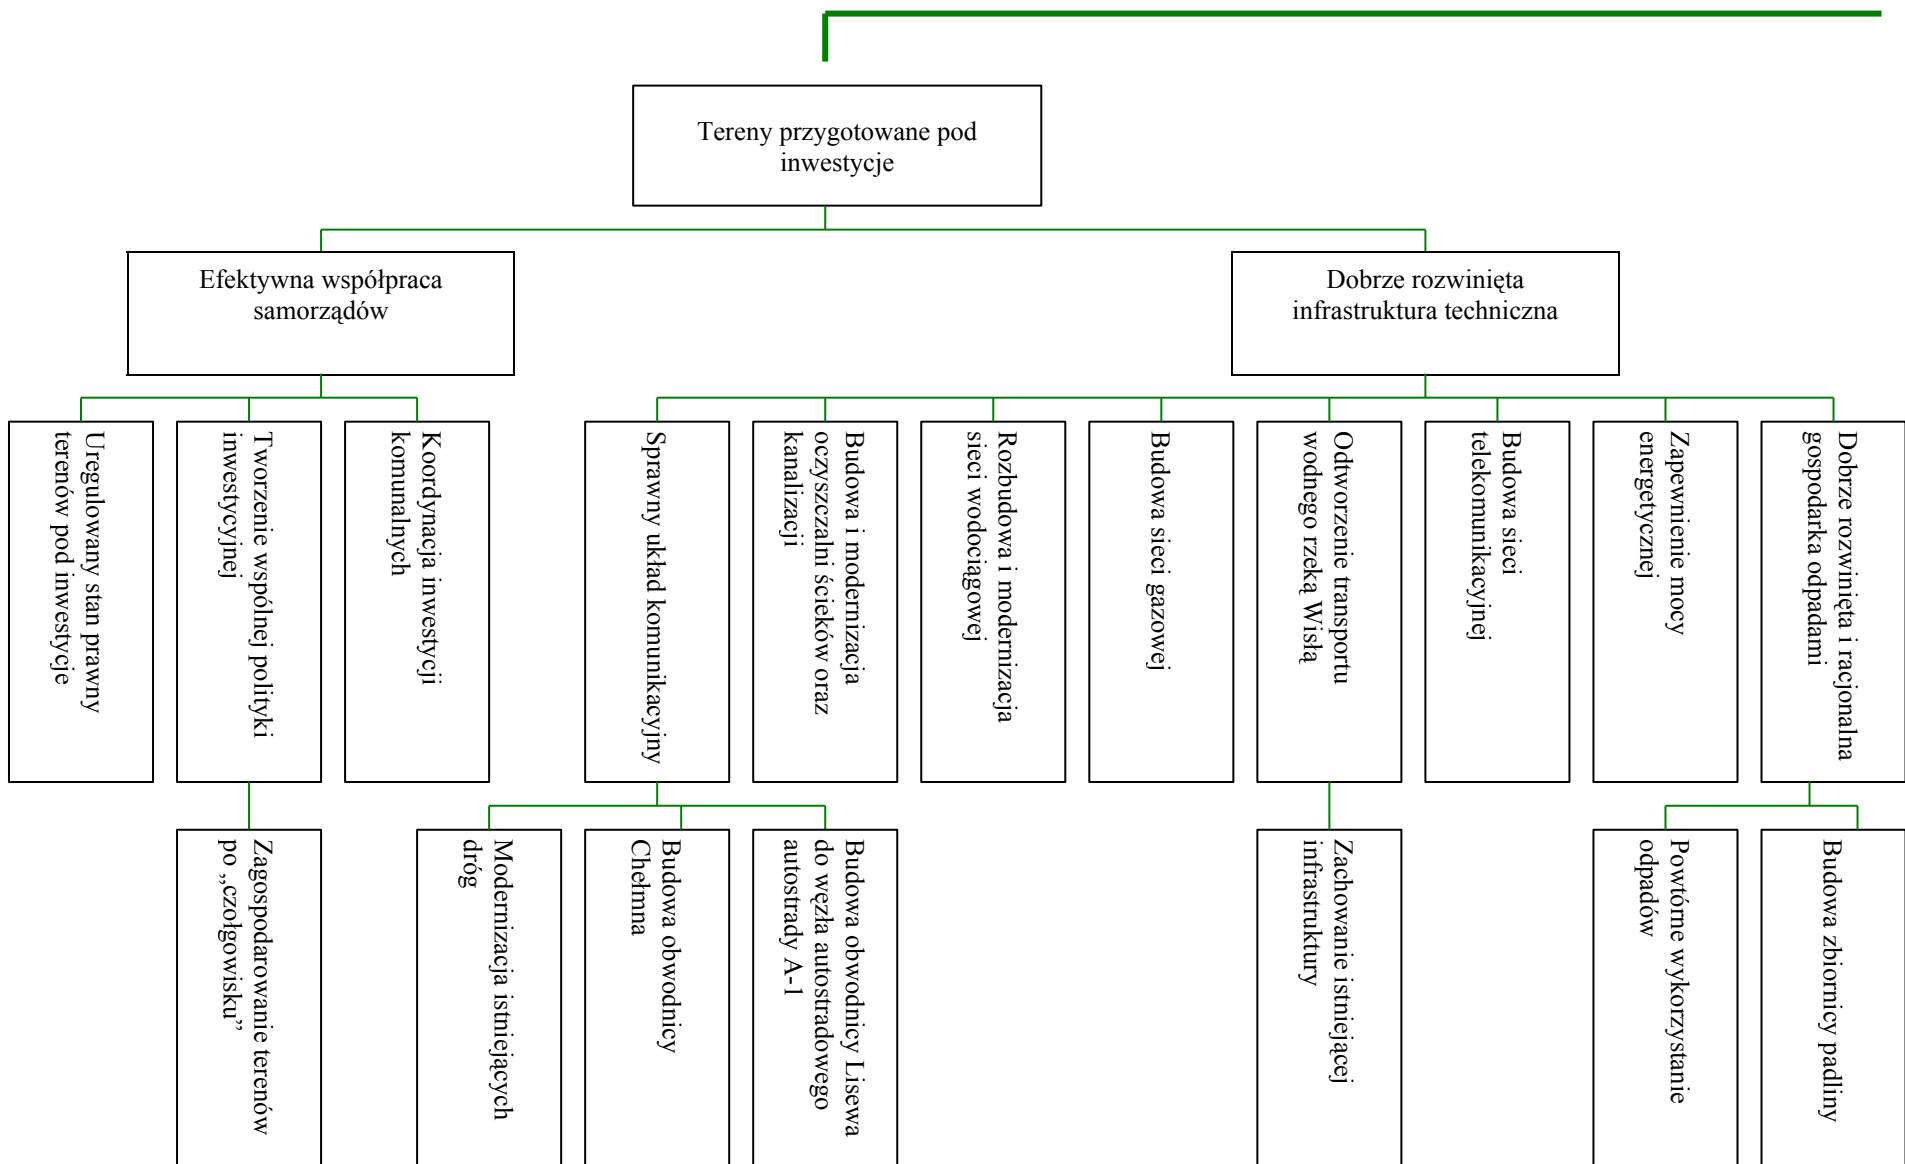 Tereny przygotowane pod
inwestycje
Efektywna współpraca
samorządów
Dobrze rozwinięta
infrastruktura techniczna
Uregulowany stan prawny
terenów pod inwestycje
Tworzenie wspólnej polityki
inwestycyjnej
Koordynacja inwestycji
komunalnych
Sprawny układ komunikacyjny
Budowa i modernizacja
oczyszczalni ścieków oraz
kanalizacji
Rozbudowa i modernizacja
sieci wodociągowej
Budowa sieci gazowej
Odtworzenie transportu
wodnego rzeką Wisłą
Budowa sieci
telekomunikacyjnej
Zapewnienie mocy
energetycznej
Dobrze rozwinięta i racjonalna
gospodarka odpadami
Zagospodarowanie terenów
po „czołgowisku”
Modernizacja istniejących
dróg
Budowa obwodnicy
Chełmna
Budowa obwodnicy Lisewa
do węzła autostradowego
autostrady A-1
Zachowanie istniejącej
infrastruktury
Powtórne wykorzystanie
odpadów
Budowa zbiornicy padliny